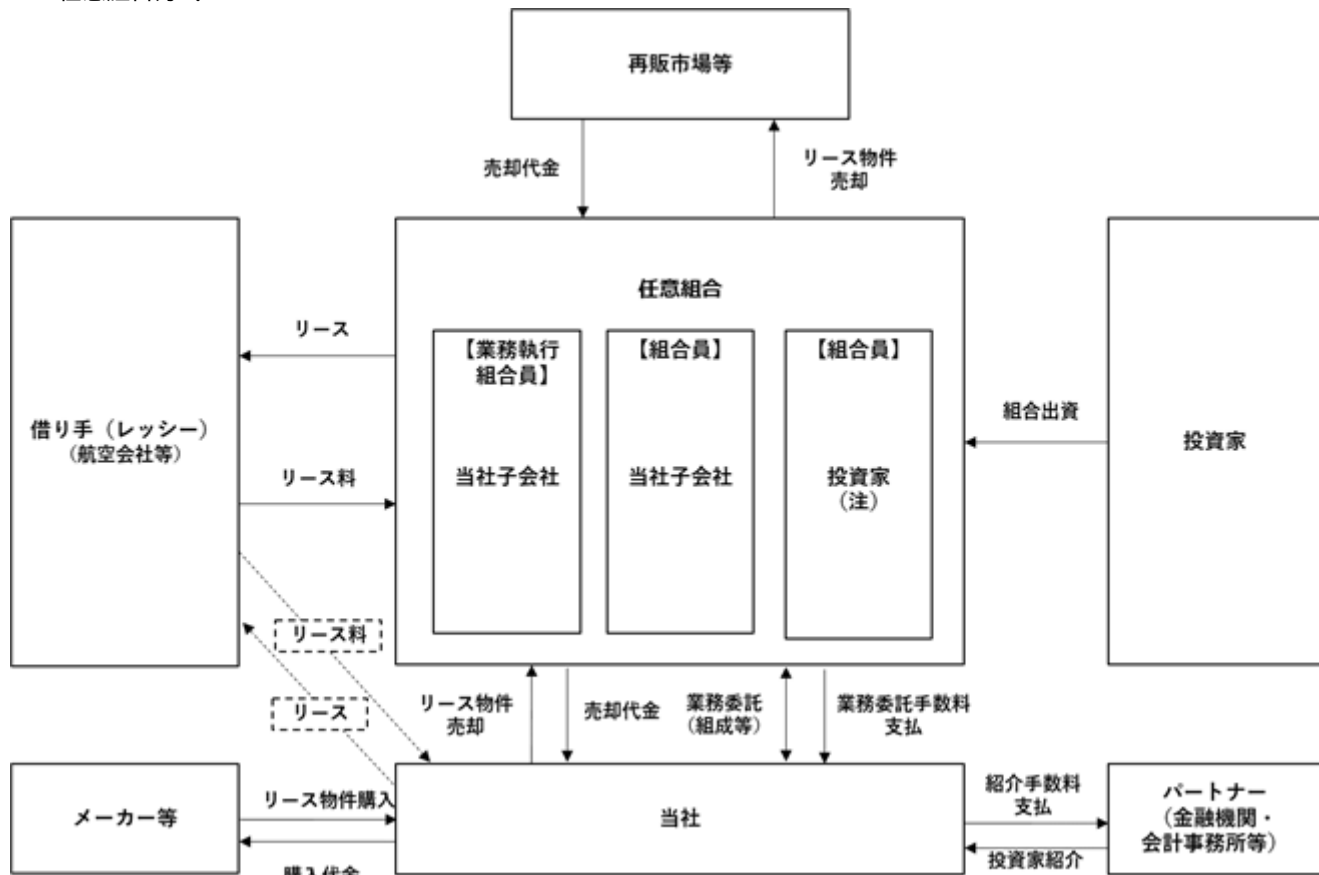 再販市場等
売却代金
リース物件
売却
任意組合
リース
【業務執行
組合員】
【組合員】
【組合員】
組合出資
借り手（レッシー）
（航空会社等）
投資家
リース料
当社子会社
当社子会社
投資家
（注）
リース料
リース
リース物件
売却
売却代金
業務委託
（組成等）
業務委託手数料
支払
メーカー等
リース物件購入
購入代金
当社
紹介手数料
支払
投資家紹介
パートナー
（金融機関・
会計事務所等）